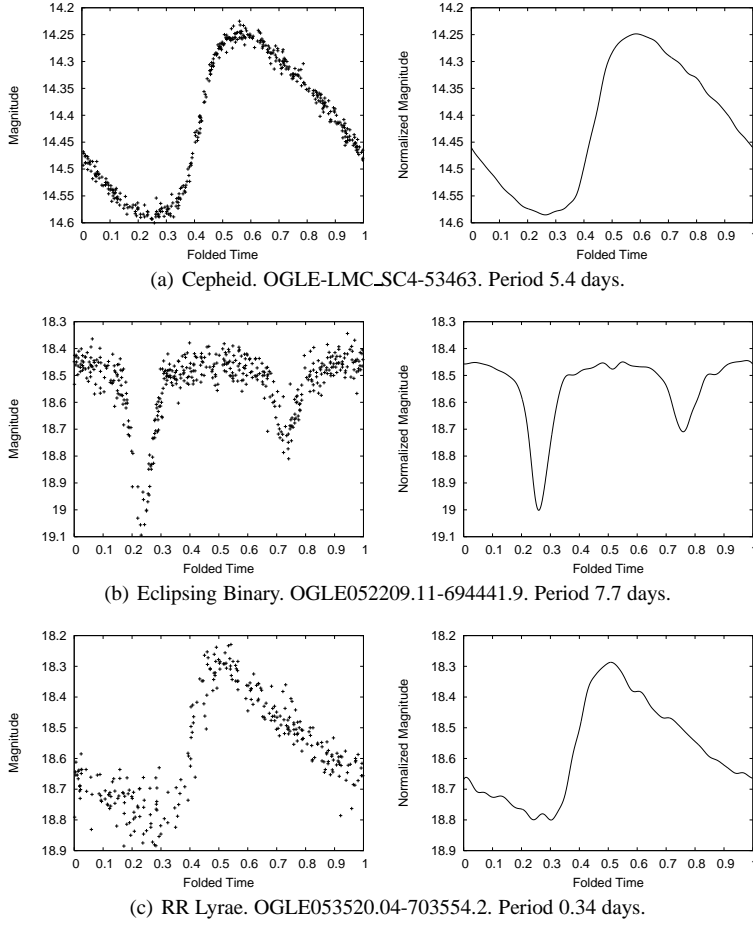 14.2 14.25 14.3 14.35 14.4 14.45 14.5 14.55 14.6
Magnitude
0 0.1 0.2 0.3 0.4 0.5 0.6 0.7 0.8 0.9 1
Folded Time
14.2 14.25 14.3 14.35 14.4 14.45 14.5 14.55 14.6
Normalized Magnitude
0 0.1 0.2 0.3 0.4 0.5 0.6 0.7 0.8 0.9 1
Folded Time
(a) Cepheid. OGLE-LMC_SC4-53463. Period 5.4 days.
18.3 18.4 18.5 18.6 18.7 18.8 18.9 19 19.1
Magnitude
0 0.1 0.2 0.3 0.4 0.5 0.6 0.7 0.8 0.9 1
Folded Time
18.3 18.4 18.5 18.6 18.7 18.8 18.9 19 19.1
Normalized Magnitude
0 0.1 0.2 0.3 0.4 0.5 0.6 0.7 0.8 0.9 1
Folded Time
(b) Eclipsing Binary. OGLE052209.11-694441.9. Period 7.7 days.
18.2 18.3 18.4 18.5 18.6 18.7 18.8 18.9
Magnitude
0 0.1 0.2 0.3 0.4 0.5 0.6 0.7 0.8 0.9 1
Folded Time
18.2 18.3 18.4 18.5 18.6 18.7 18.8 18.9
Normalized Magnitude
0 0.1 0.2 0.3 0.4 0.5 0.6 0.7 0.8 0.9 1
Folded Time
(c) RR Lyrae. OGLE053520.04-703554.2. Period 0.34 days.